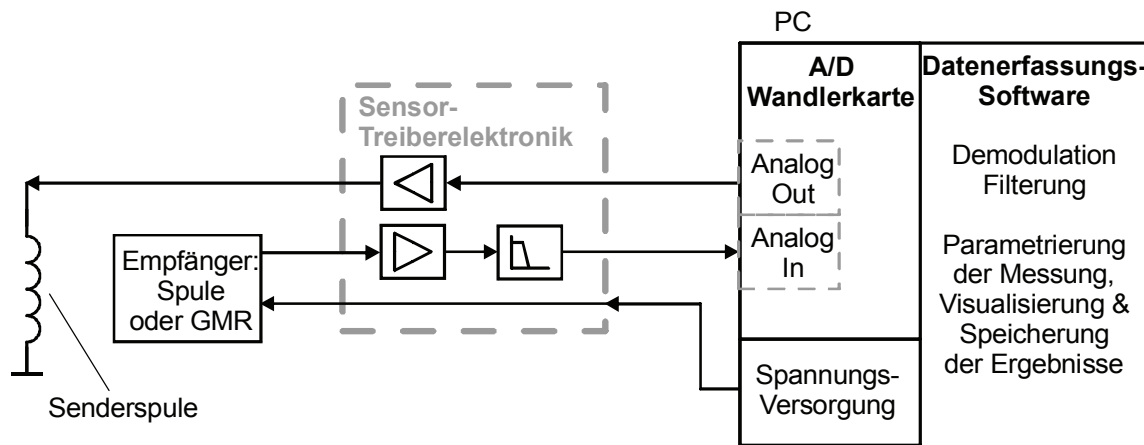 PC
A/D
Wandlerkarte
Datenerfassungs-
Software
Sensor-
Treiberelektronik
Analog
Out
Demodulation
Filterung
Analog
In
Empfänger:
Spule
oder GMR
Parametrierung
der Messung,
Visualisierung &
Speicherung
der Ergebnisse
Spannungs-
Versorgung
Senderspule